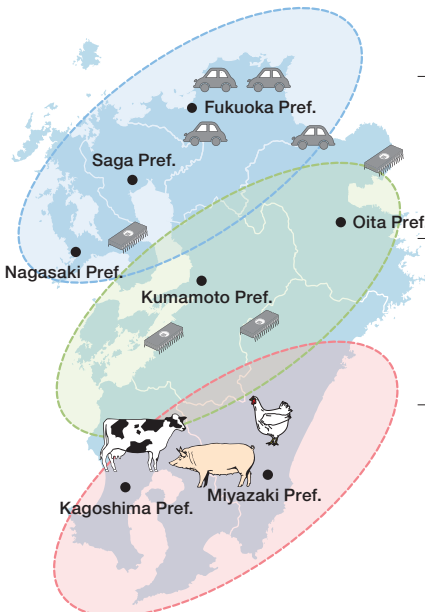 Fukuoka Pref.
Saga Pref.
Oita Pref
Nagasaki Pref.
Kumamoto Pref.
Miyazaki Pref.
Kagoshima Pref.